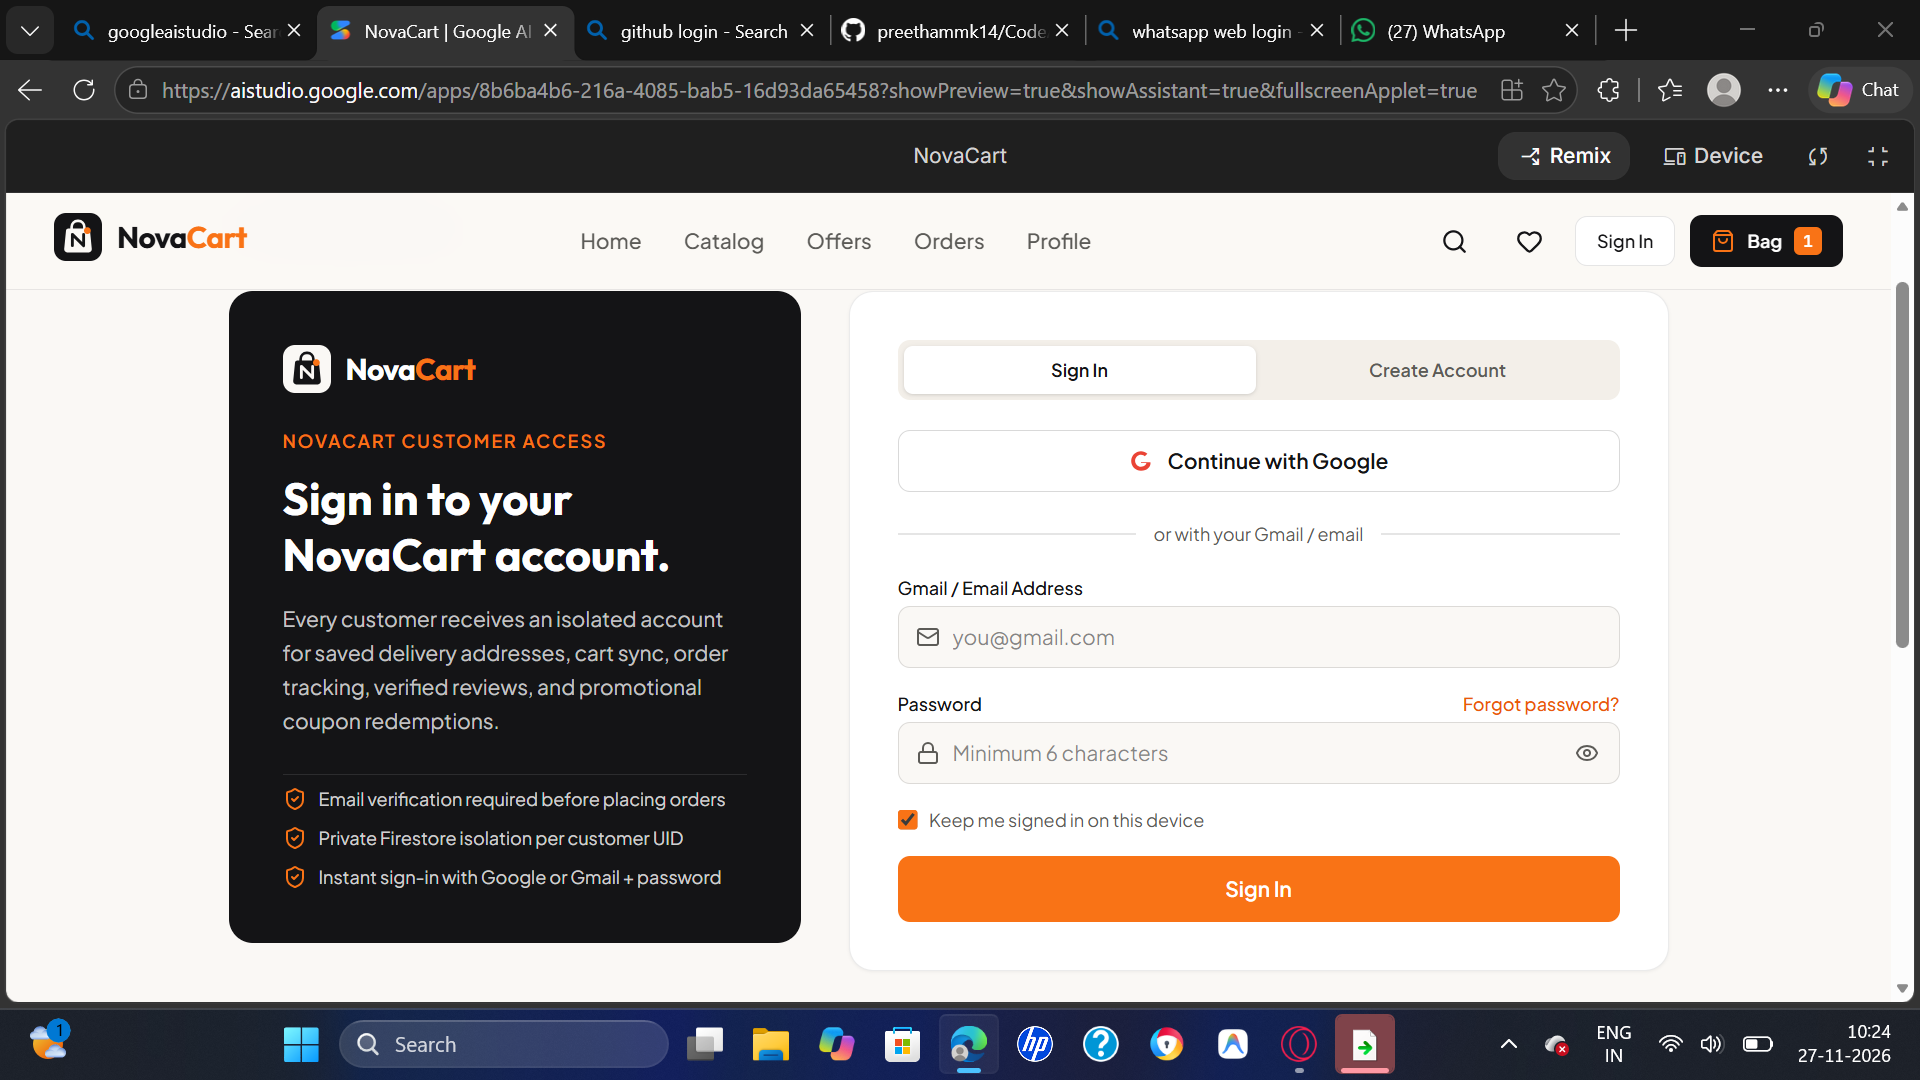 googleaistudio - Sear
NovaCart | Google AI
github login - Search
preethammk14/Code.
whatsapp web login -
(27) WhatsApp
https://aistudio.google.com/apps/8b6ba4b6-216a-4085-bab5-16d93da65458?showPreview=true&showAssistant=true&fullscreenApplet=true
Chat
NovaCart
Remix
Device
N
NovaCart
Home
Catalog
Offers
Orders
Profile
Sign In
Bag 1
N
NovaCart
NOVACART CUSTOMER ACCESS
Sign in to your
NovaCart account.
Every customer receives an isolated account
for saved delivery addresses, cart sync, order
tracking, verified reviews, and promotional
coupon redemptions.
Email verification required before placing orders
Private Firestore isolation per customer UID
Instant sign-in with Google or Gmail + password
Sign In
Create Account
G Continue with Google
or with your Gmail / email
Gmail / Email Address
you@gmail.com
Password
Forgot password?
Minimum 6 characters
Keep me signed in on this device
Sign In
1
Search
hp
?
ENG
IN
10:24
27-11-2026